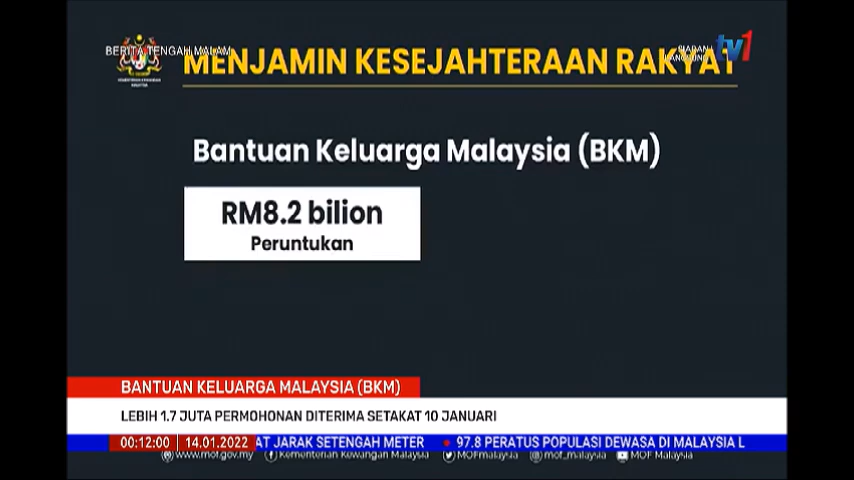 BERITA TENGAH MALAM
KEMENTERIAN KEWANGAN
MALAYSIA
MENJAMIN KESEJAHTERAAN RAKYAT
SIARAN
LANGSUNG
tv1
Bantuan Keluarga Malaysia (BKM)
RM8.2 bilion
Peruntukan
BANTUAN KELUARGA MALAYSIA (BKM)
LEBIH 1.7 JUTA PERMOHONAN DITERIMA SETAKAT 10 JANUARI
00:12:00 14.01.2022 AT JARAK SETENGAH METER • 97.8 PERATUS POPULASI DEWASA DI MALAYSIA L
www.mof.gov.my Kementerian Kewangan Malaysia MOFmalaysia mof_malaysia MOF Malaysia